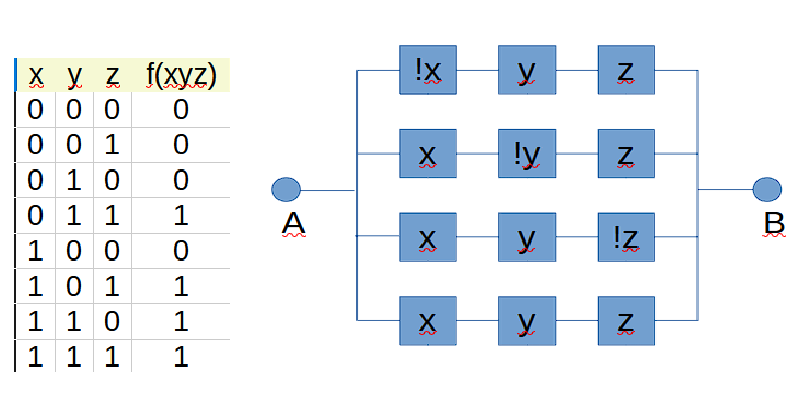 x y z f(xyz)
0 0 0 0
0 0 1 0
0 1 0 0
0 1 1 1
1 0 0 0
1 0 1 1
1 1 0 1
1 1 1 1
!x y z
x !y z
A B
x y !z
x y z